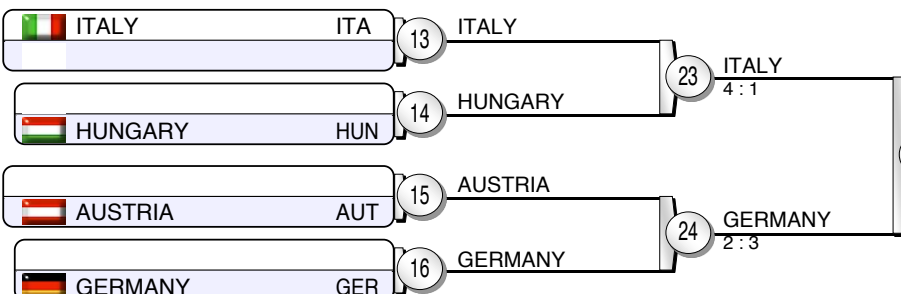 ITALY ITA 13 ITALY
23 ITALY
4 : 1
HUNGARY HUN 14 HUNGARY
AUSTRIA AUT 15 AUSTRIA
24 GERMANY
2 : 3
GERMANY GER 16 GERMANY